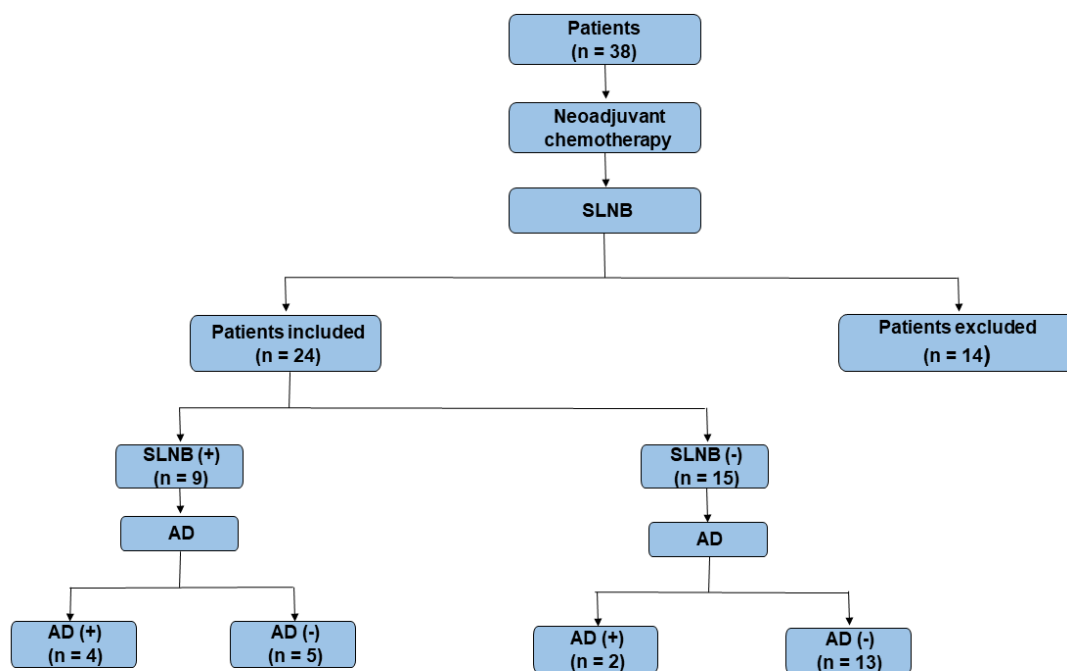 Patients
(n = 38)
Neoadjuvant
chemotherapy
SLNB
Patients included
(n = 24)
Patients excluded
(n = 14)
SLNB (+)
(n = 9)
SLNB (-)
(n = 15)
AD
AD
AD (+)
(n = 4)
AD (-)
(n = 5)
AD (+)
(n = 2)
AD (-)
(n = 13)